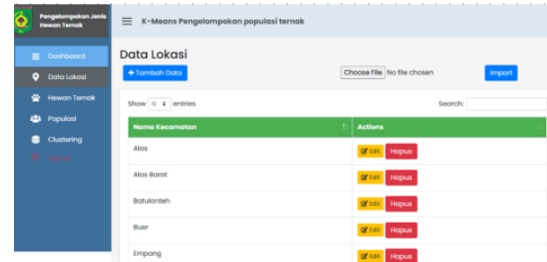 Pengelompokan Jenis
Hewan Ternak
K-Means Pengelompokan populasi ternak
Dashboard
Data Lokasi
Hewan Ternak
Populasi
Clustering
Data Lokasi
+ Tambah Data
Choose File No file chosen
Import
Show 10 entries
Search:
Nama Kecamatan
Actions
Alas
Edit Hapus
Alas Barat
Edit Hapus
Batulanteh
Edit Hapus
Buer
Edit Hapus
Empang
Edit Hapus